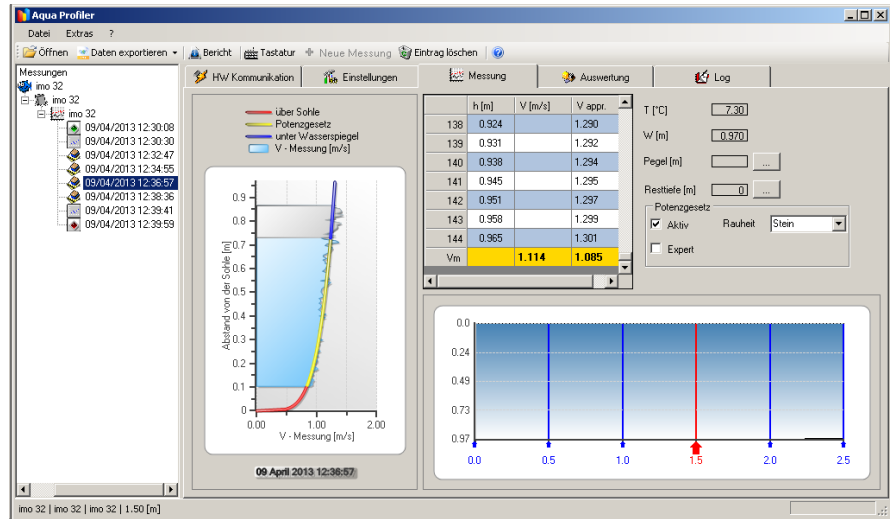 Aqua Profiler
Datei Extras ?
Öffnen Daten exportieren Bericht Tastatur Neue Messung Eintrag löschen
Messungen
imo 32
imo 32
imo 32
09/04/2013 12:30:08
09/04/2013 12:30:30
09/04/2013 12:32:47
09/04/2013 12:34:55
09/04/2013 12:36:57
09/04/2013 12:38:36
09/04/2013 12:39:41
09/04/2013 12:39:59
HW Kommunikation Einstellungen Messung Auswertung Log
über Sohle
Potenzgesetz
unter Wasserspiegel
V - Messung [m/s]
Abstand von der Sohle [m]
0.9
0.8
0.7
0.6
0.5
0.4
0.3
0.2
0.1
0
0.00 1.00 2.00
V - Messung [m/s]
09 April 2013 12:36:57
h [m] V [m/s] V appr.
138 0.924 1.290
139 0.931 1.292
140 0.938 1.294
141 0.945 1.295
142 0.951 1.297
143 0.958 1.299
144 0.965 1.301
Vm 1.114 1.085
T [°C] 7.30
W [m] 0.970
Pegel [m] ...
Resttiefe [m] 0 ...
Potenzgesetz
Aktiv Rauheit Stein
Expert
0.0
0.24
0.49
0.73
0.97
0.0 0.5 1.0 1.5 2.0 2.5
imo 32 | imo 32 | imo 32 | 1.50 [m]